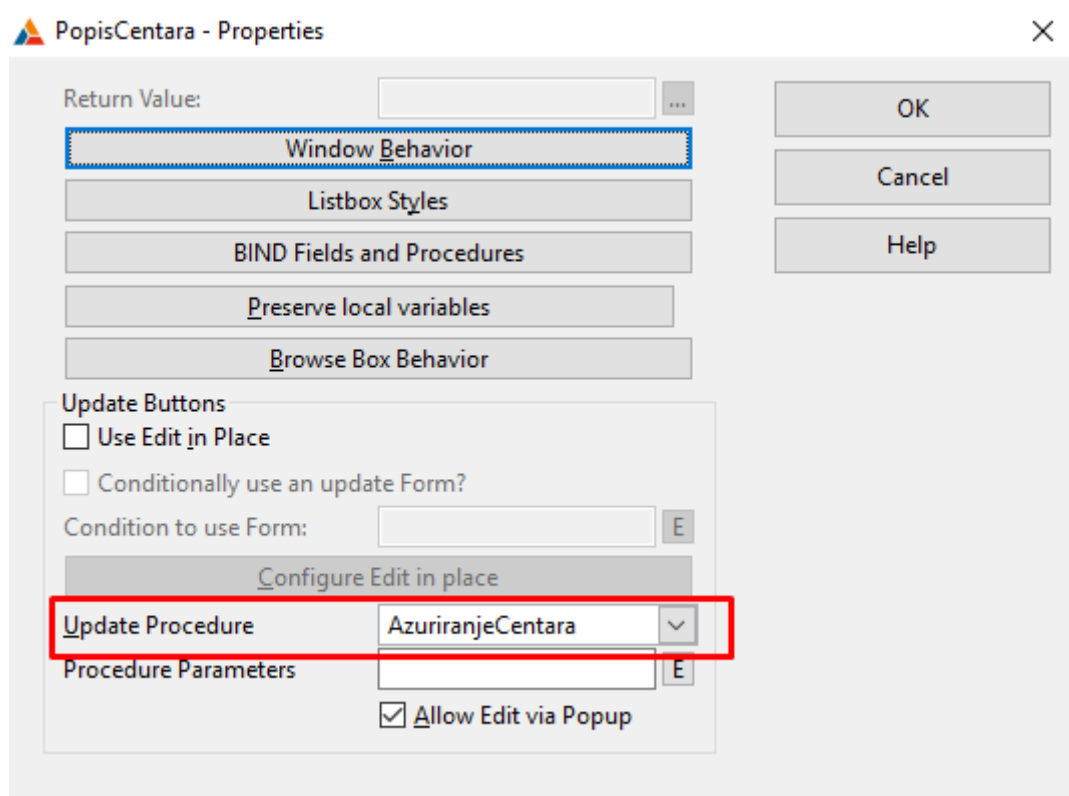 PopisCentara - Properties
Return Value:
...
OK
Window Behavior
Cancel
Listbox Styles
Help
BIND Fields and Procedures
Preserve local variables
Browse Box Behavior
Update Buttons
Use Edit in Place
Conditionally use an update Form?
Condition to use Form:
E
Configure Edit in place
Update Procedure
AzuriranjeCentara
Procedure Parameters
E
Allow Edit via Popup